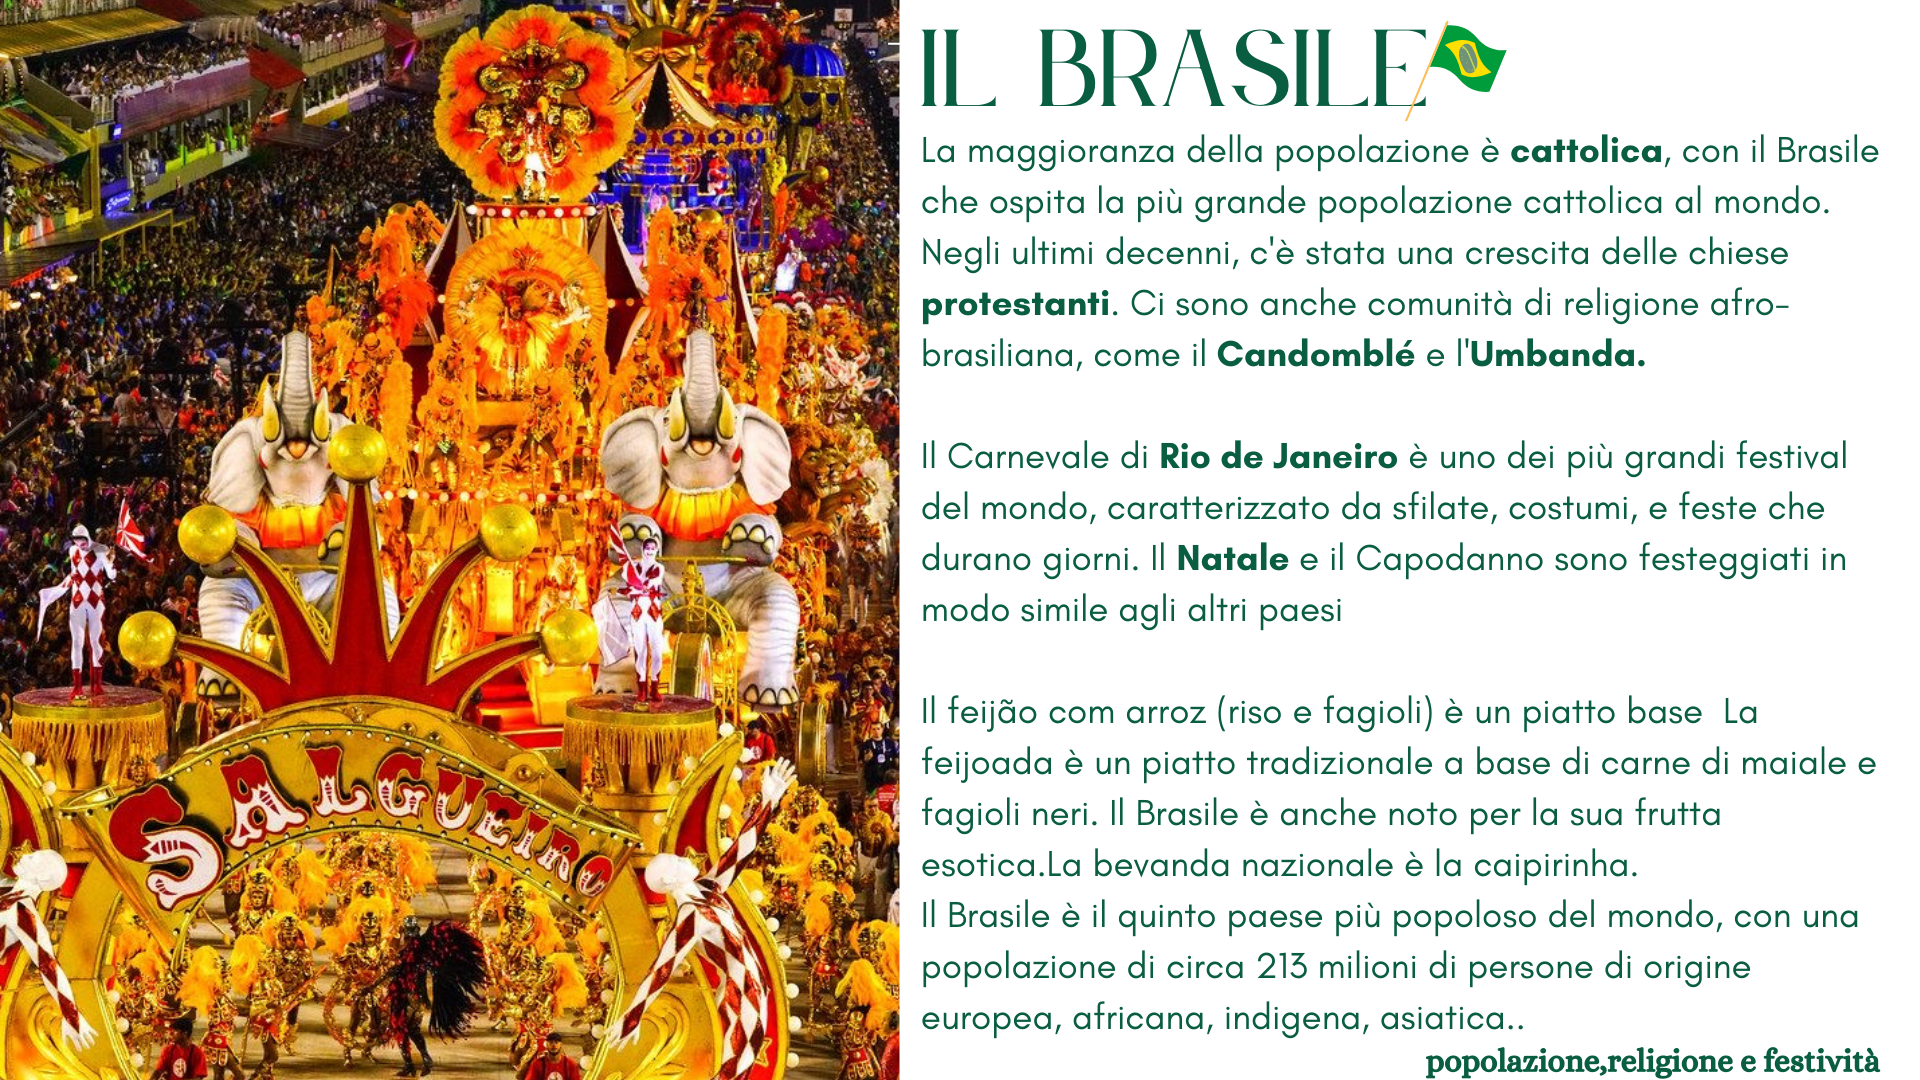 IL BRASILE
La maggioranza della popolazione è cattolica, con il Brasile
che ospita la più grande popolazione cattolica al mondo.
Negli ultimi decenni, c'è stata una crescita delle chiese
protestanti. Ci sono anche comunità di religione afro-
brasiliana, come il Candomblé e l'Umbanda.
Il Carnevale di Rio de Janeiro è uno dei più grandi festival
del mondo, caratterizzato da sfilate, costumi, e feste che
durano giorni. Il Natale e il Capodanno sono festeggiati in
modo simile agli altri paesi
Il feijão com arroz (riso e fagioli) è un piatto base  La
feijoada è un piatto tradizionale a base di carne di maiale e
fagioli neri. Il Brasile è anche noto per la sua frutta
esotica.La bevanda nazionale è la caipirinha.
Il Brasile è il quinto paese più popoloso del mondo, con una
popolazione di circa 213 milioni di persone di origine
europea, africana, indigena, asiatica..
popolazione,religione e festività
SALGUEIRO